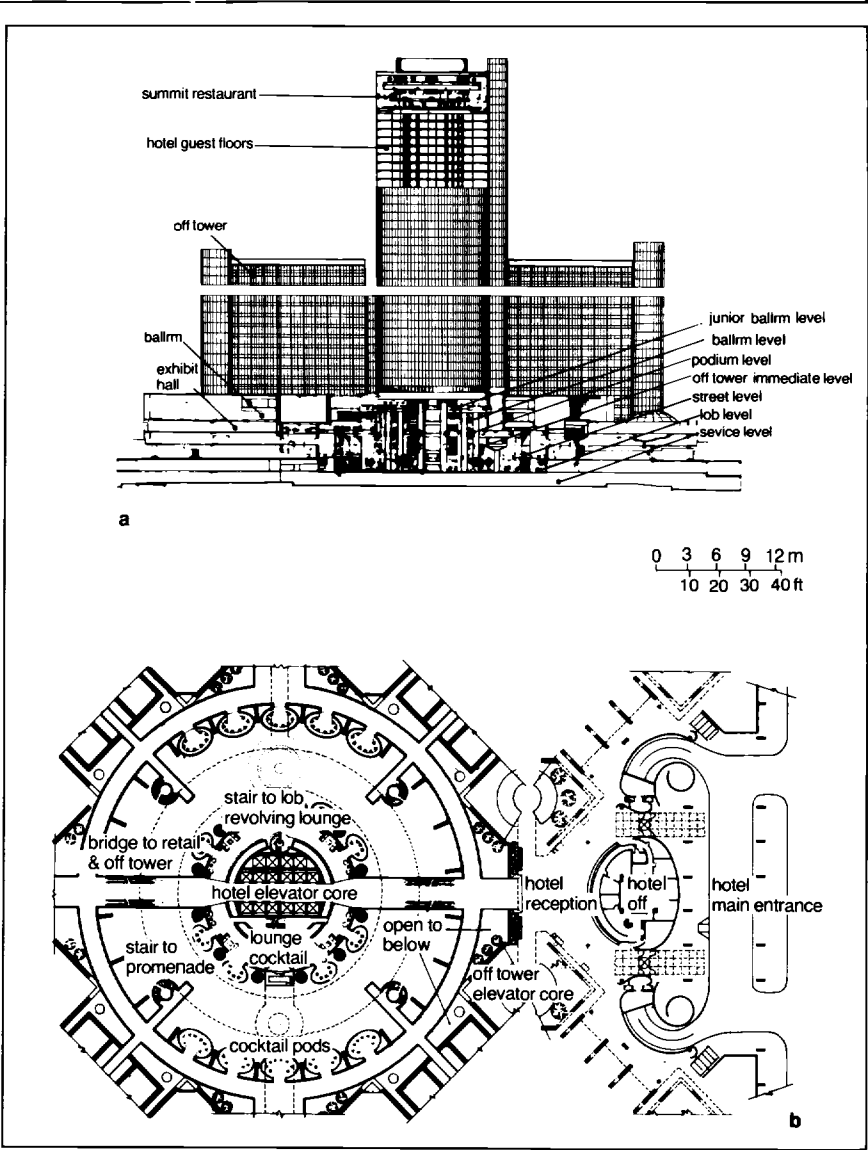 summit restaurant
hotel guest floors
off tower
ballrm
exhibit
hall
junior ballrm level
ballrm level
podium level
off tower immediate level
street level
lob level
sevice level
a
0 3 6 9 12 m
10 20 30 40 ft
stair to lob
revolving lounge
bridge to retail
& off tower
hotel elevator core
lounge
cocktail
stair to
promenade
open to
below
cocktail pods
hotel
reception
off tower
elevator core
hotel
off
hotel
main entrance
b